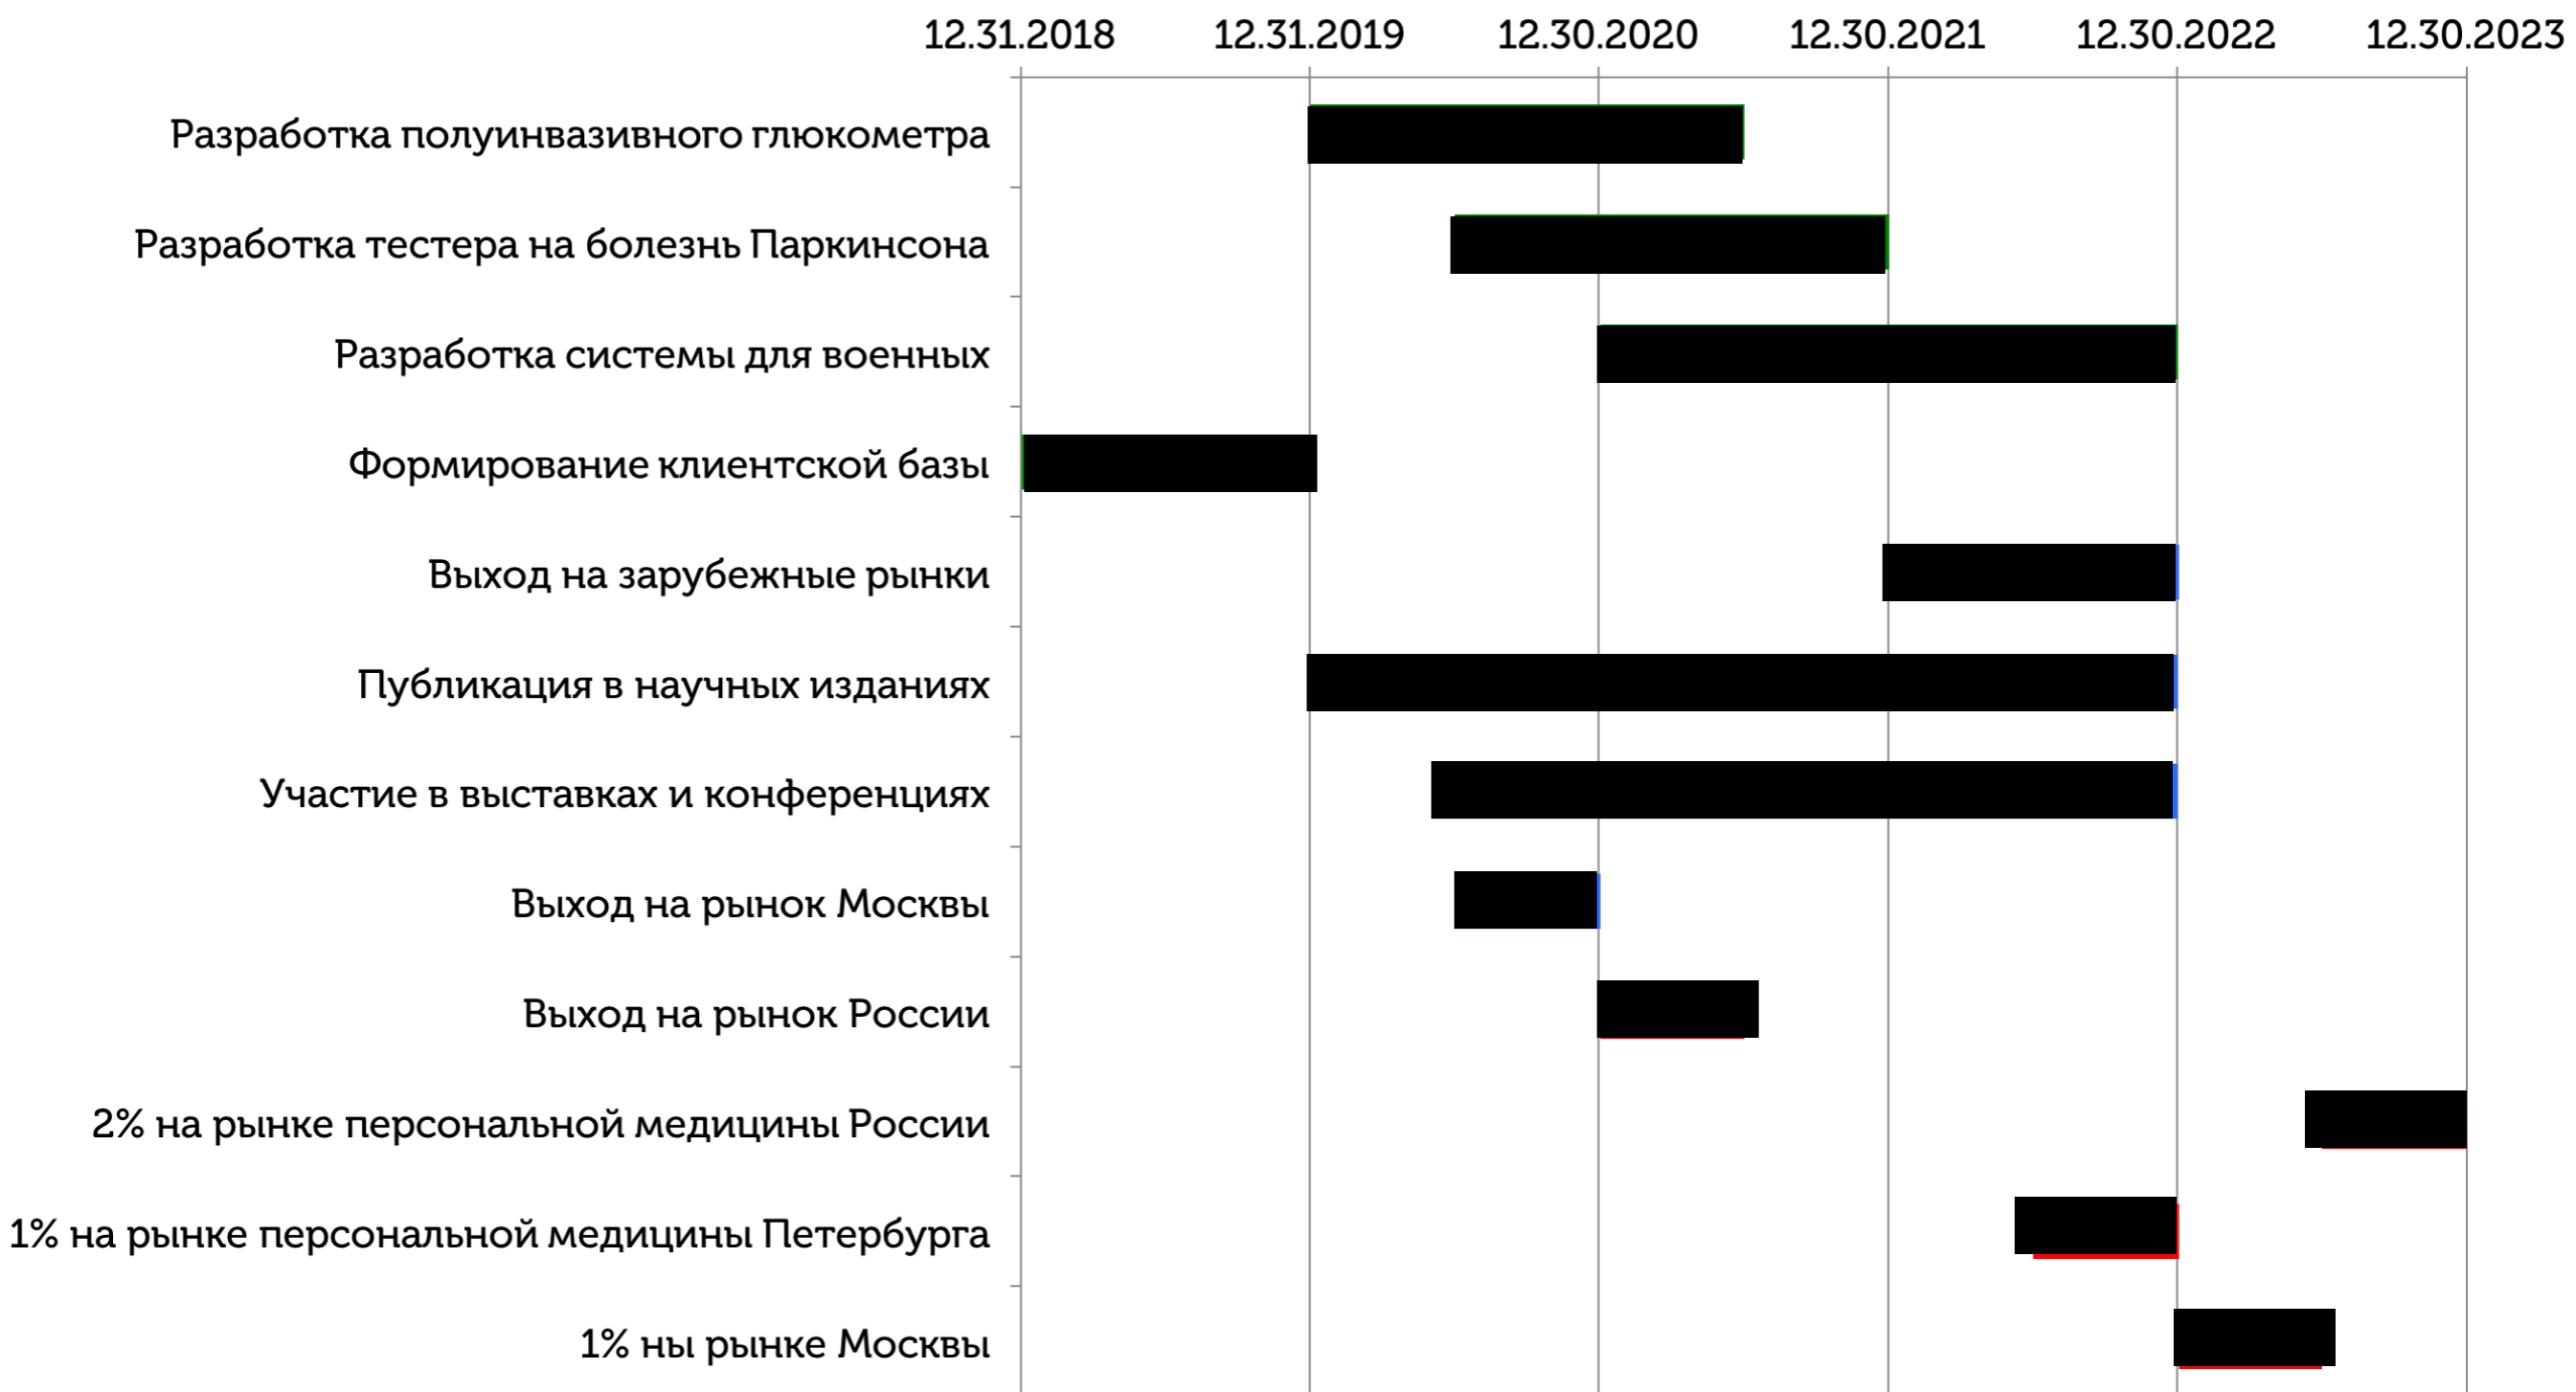 12.31.2018 12.31.2019 12.30.2020 12.30.2021 12.30.2022 12.30.2023
Разработка полуинвазивного глюкометра
Разработка тестера на болезнь Паркинсона
Разработка системы для военных
Формирование клиентской базы
Выход на зарубежные рынки
Публикация в научных изданиях
Участие в выставках и конференциях
Выход на рынок Москвы
Выход на рынок России
2% на рынке персональной медицины России
1% на рынке персональной медицины Петербурга
1% ны рынке Москвы